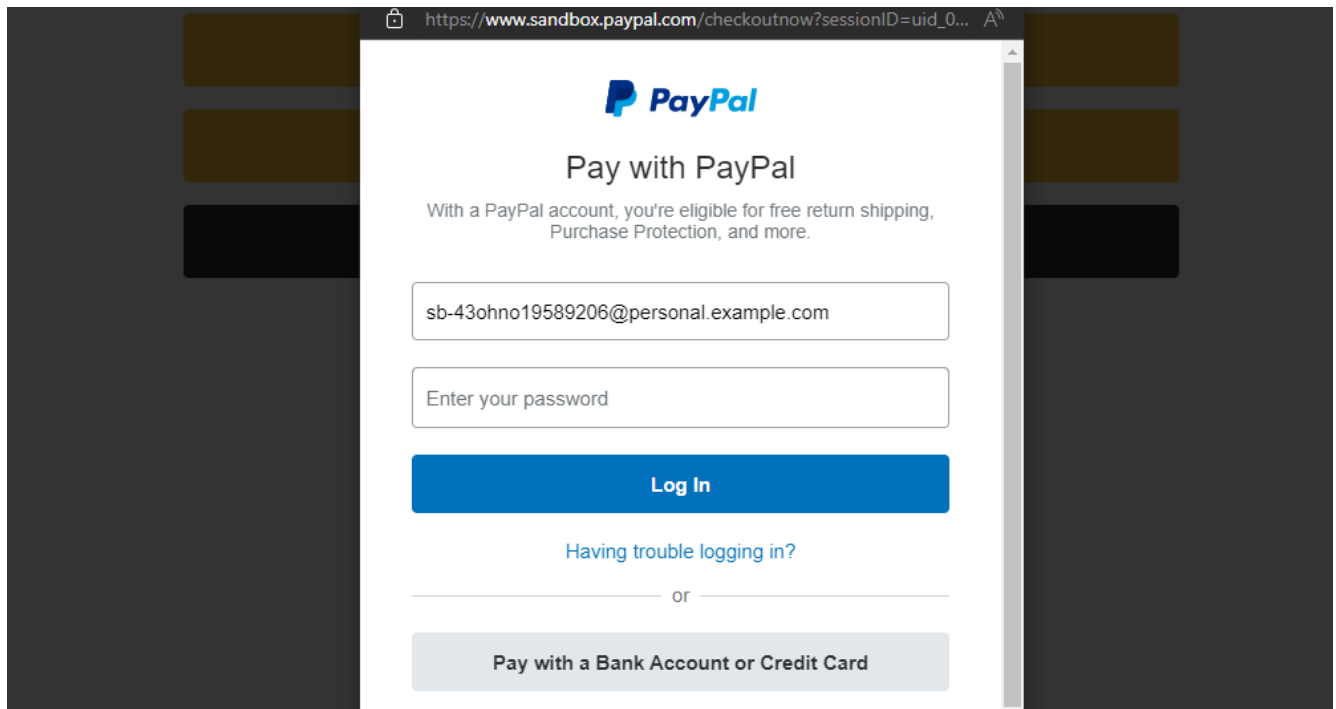 https://www.sandbox.paypal.com/checkoutnow?sessionID=uid_0... A
PayPal
Pay with PayPal
With a PayPal account, you're eligible for free return shipping,
Purchase Protection, and more.
sb-43ohno19589206@personal.example.com
Enter your password
Log In
Having trouble logging in?
or
Pay with a Bank Account or Credit Card